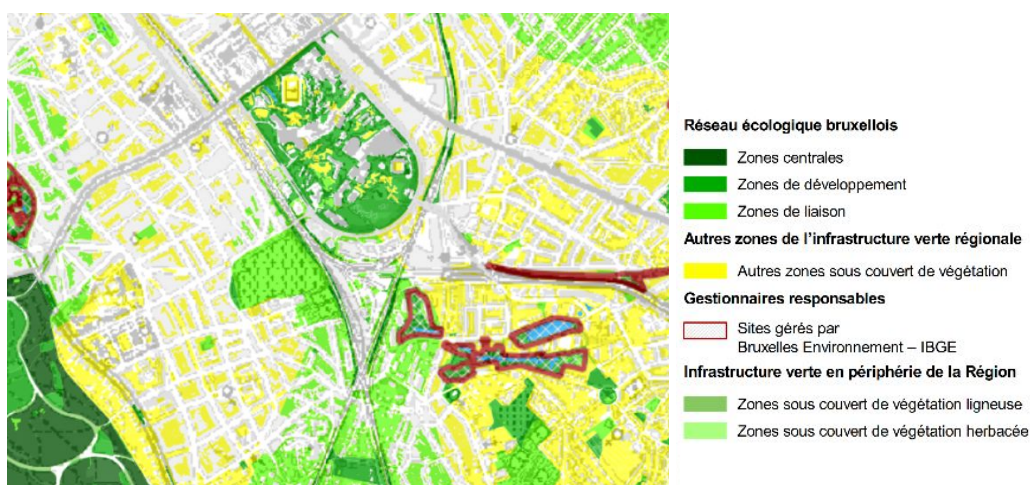 Réseau écologique bruxellois
Zones centrales
Zones de développement
Zones de liaison
Autres zones de l'infrastructure verte régionale
Autres zones sous couvert de végétation
Gestionnaires responsables
Sites gérés par
Bruxelles Environnement – IBGE
Infrastructure verte en périphérie de la Région
Zones sous couvert de végétation ligneuse
Zones sous couvert de végétation herbacée